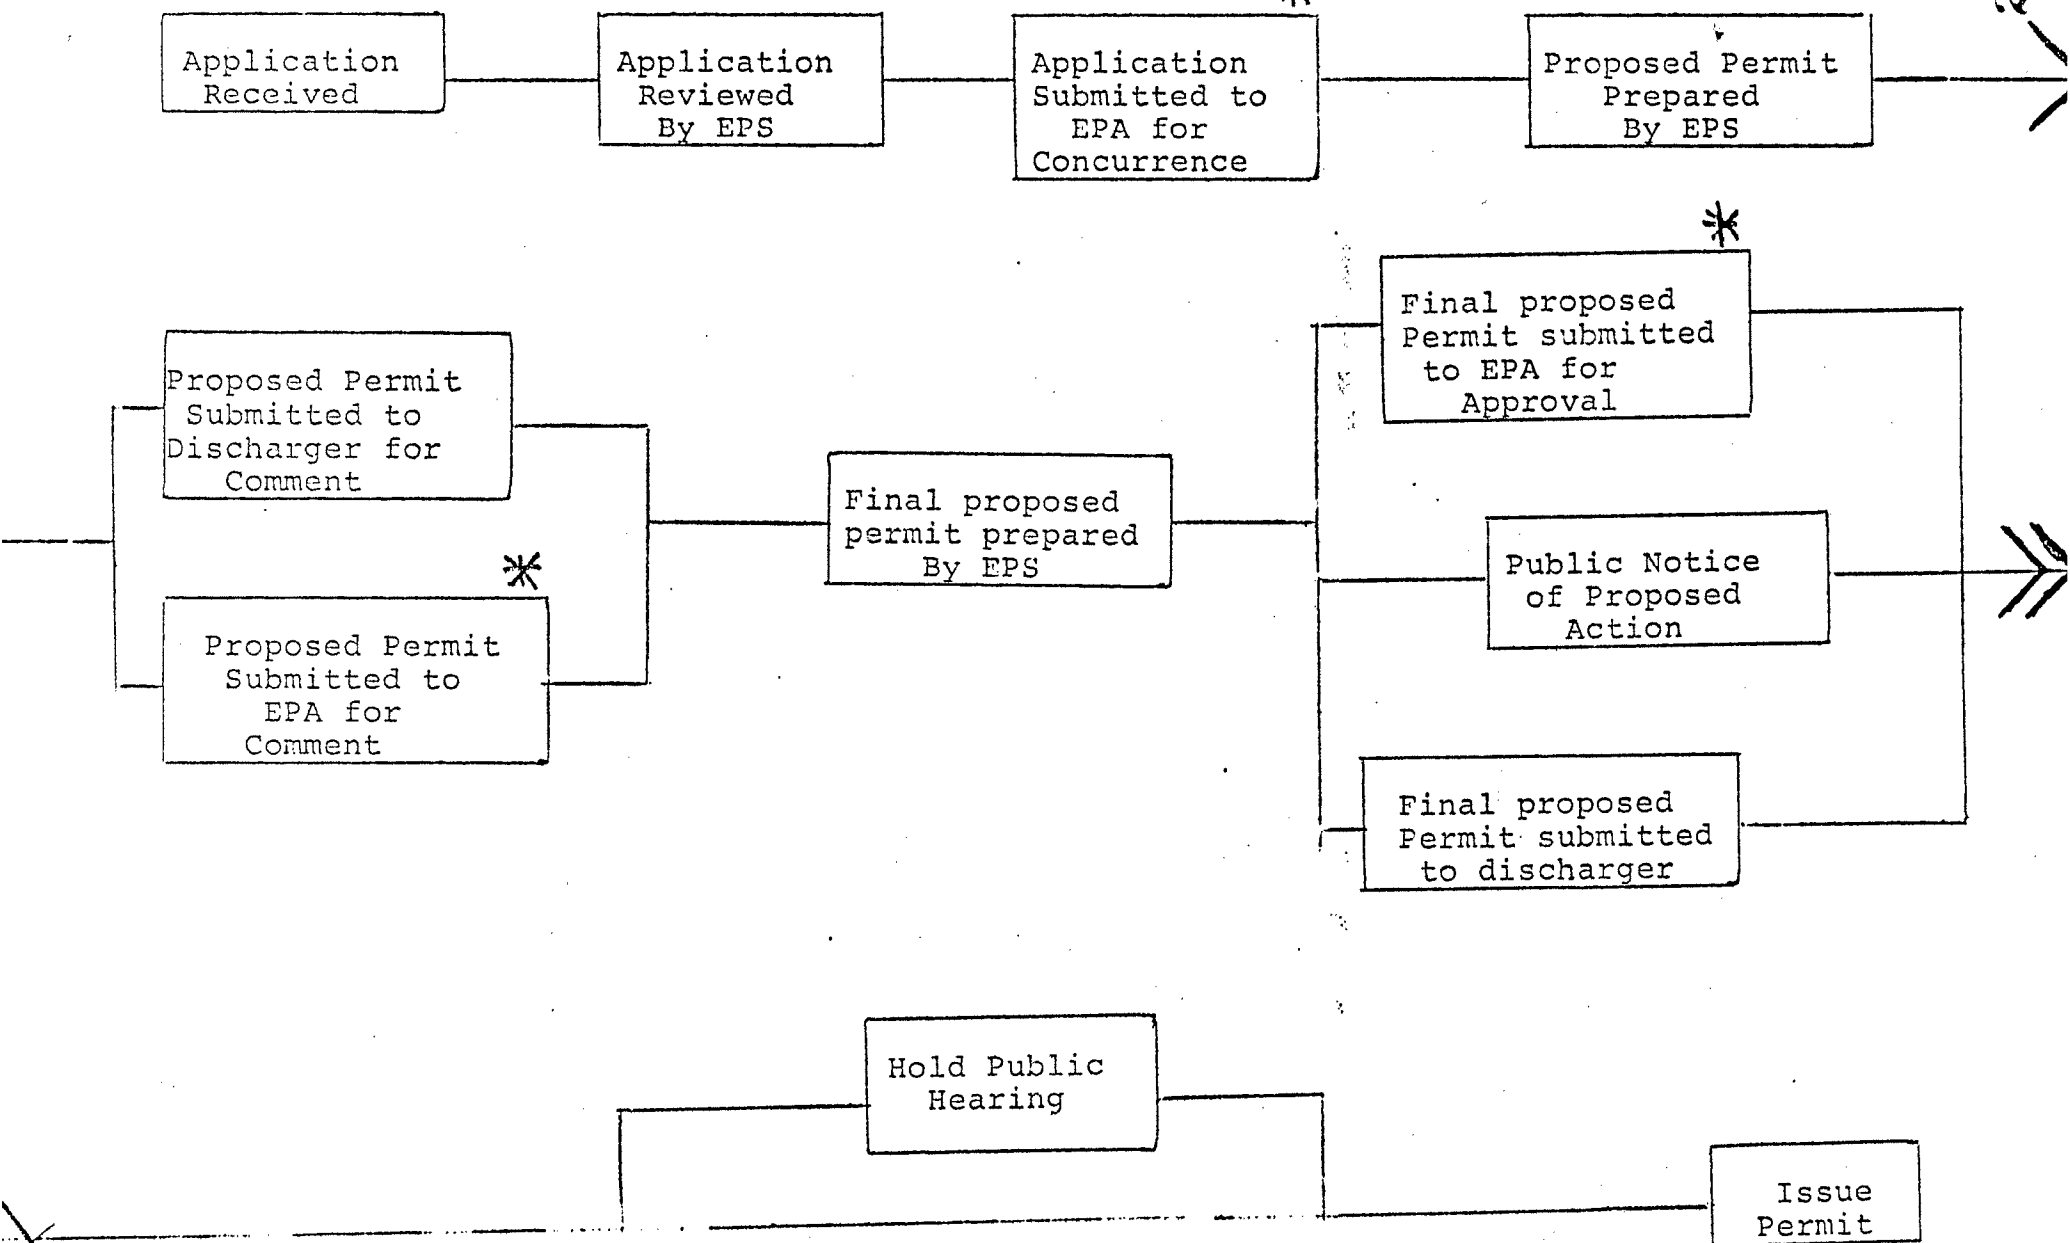 Application
Received
Application
Reviewed
By EPS
Application
Submitted to
EPA for
Concurrence
Proposed Permit
Prepared
By EPS
Proposed Permit
Submitted to
Discharger for
Comment
Proposed Permit
Submitted to
EPA for
Comment
Final proposed
permit prepared
By EPS
Final proposed
Permit submitted
to EPA for
Approval
Public Notice
of Proposed
Action
Final proposed
Permit submitted
to discharger
Hold Public
Hearing
Issue
Permit